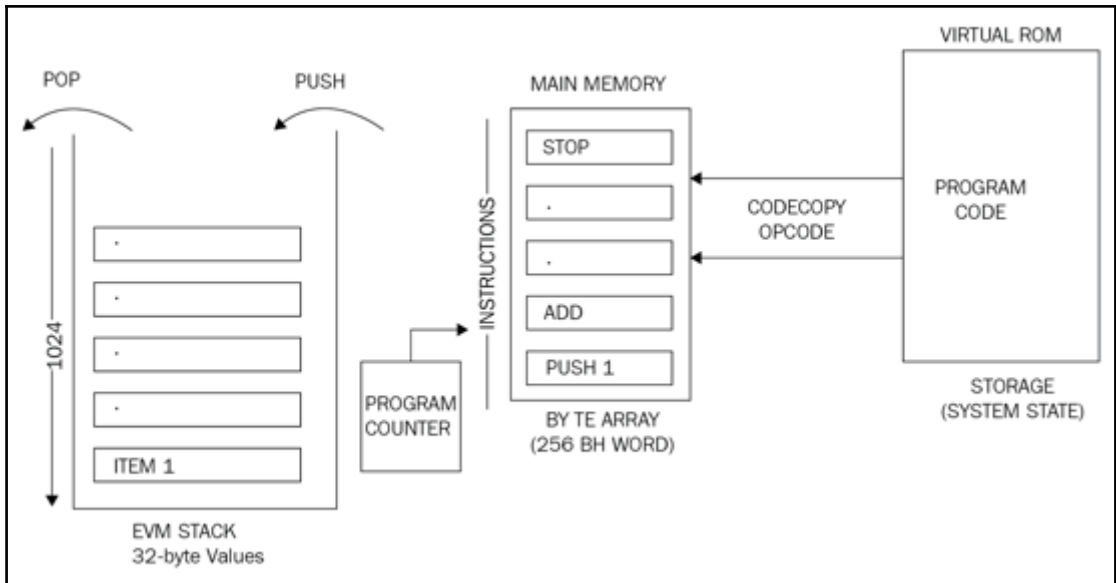 POP
PUSH
1024
.
.
.
.
ITEM 1
EVM STACK
32-byte Values
PROGRAM
COUNTER
INSTRUCTIONS
MAIN MEMORY
STOP
.
.
ADD
PUSH 1
BY TE ARRAY
(256 BH WORD)
CODECOPY
OPCODE
VIRTUAL ROM
PROGRAM
CODE
STORAGE
(SYSTEM STATE)